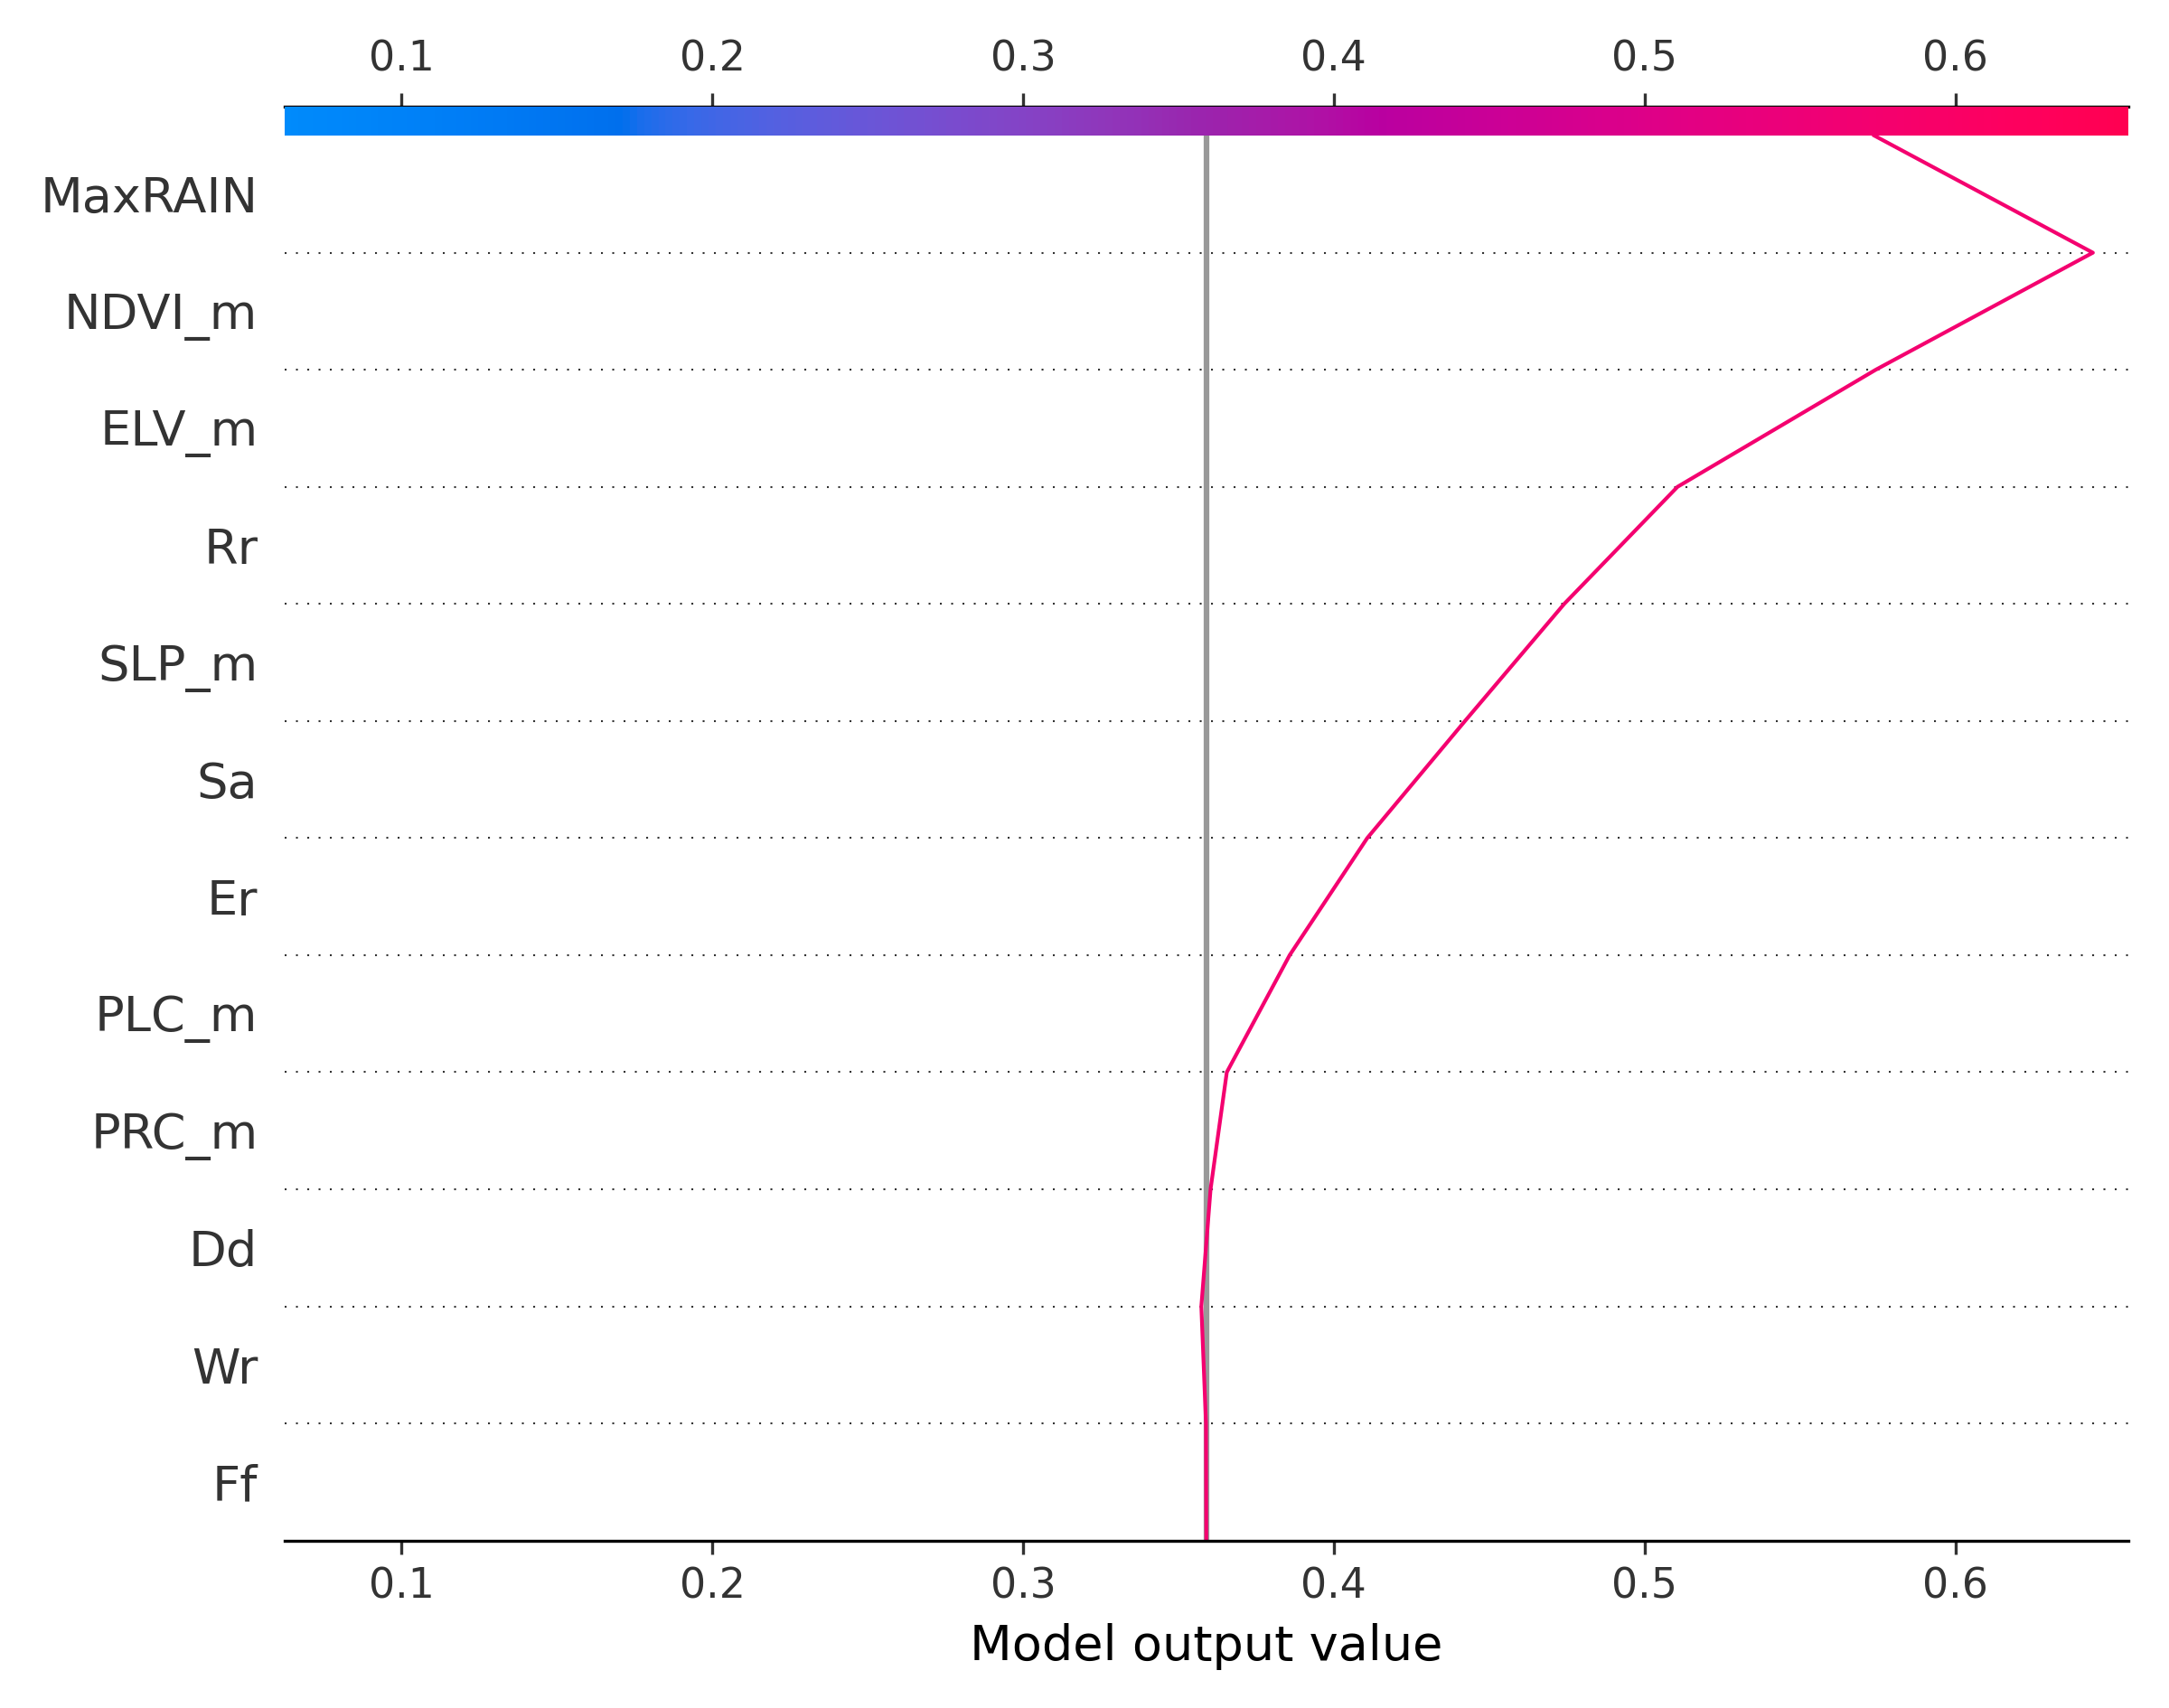 0.1 0.2 0.3 0.4 0.5 0.6
MaxRAIN
NDVI_m
ELV_m
Rr
SLP_m
Sa
Er
PLC_m
PRC_m
Dd
Wr
Ff
0.1 0.2 0.3 0.4 0.5 0.6
Model output value